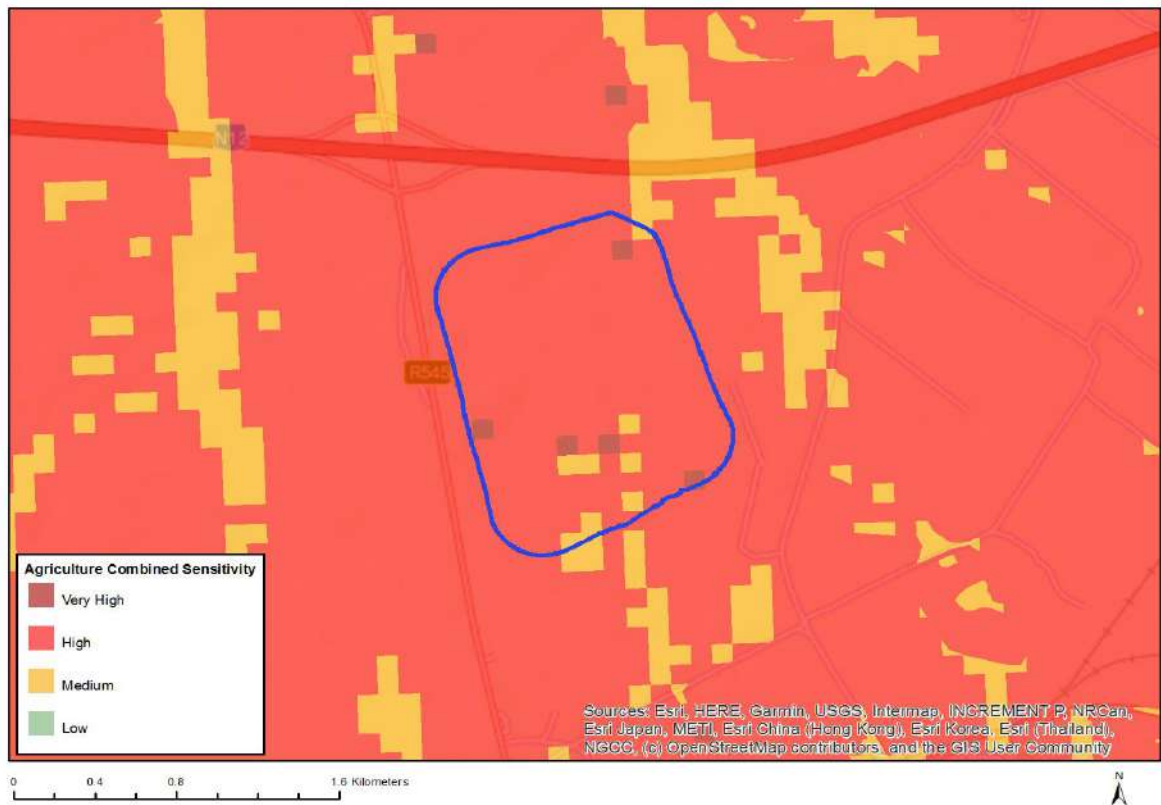 N12
R545
Agriculture Combined Sensitivity
Very High
High
Medium
Low
Sources: Esri, HERE, Garmin, USGS, Intermap, INCREMENT P, NRCan,
Esri Japan, METI, Esri China (Hong Kong), Esri Korea, Esri (Thailand),
NGCC, (c) OpenStreetMap contributors, and the GIS User Community
0 0.4 0.8 1.6 Kilometers
N